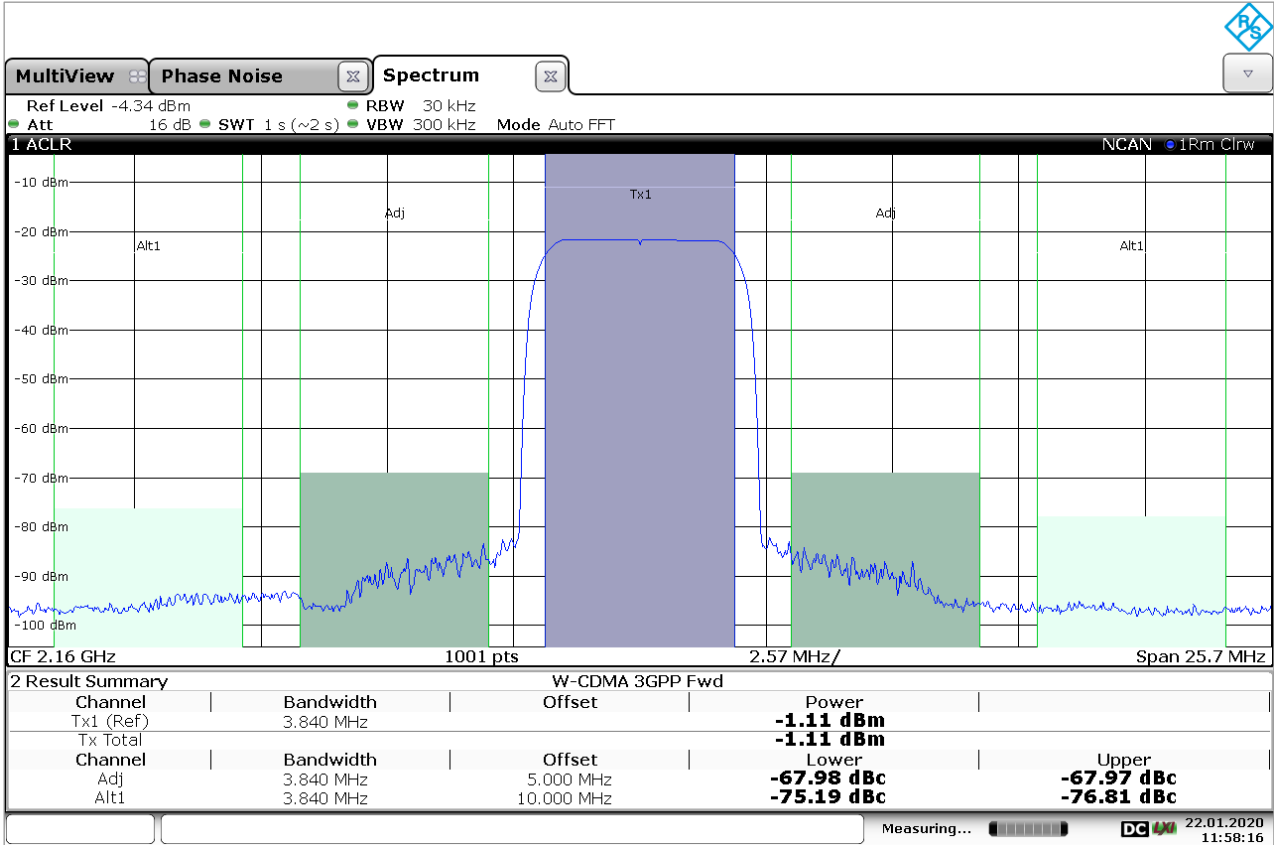 R&S
MultiView Phase Noise Spectrum
Ref Level -4.34 dBm RBW 30 kHz
Att 16 dB SWT 1 s (~2 s) VBW 300 kHz Mode Auto FFT
1 ACLR NCAN 1Rm Clrw
-10 dBm
Tx1
Adj Adj
-20 dBm
Alt1 Alt1
-30 dBm
-40 dBm
-50 dBm
-60 dBm
-70 dBm
-80 dBm
-90 dBm
-100 dBm
CF 2.16 GHz 1001 pts 2.57 MHz/ Span 25.7 MHz
2 Result Summary W-CDMA 3GPP Fwd
Channel Bandwidth Offset Power
Tx1 (Ref) 3.840 MHz -1.11 dBm
Tx Total -1.11 dBm
Channel Bandwidth Offset Lower Upper
Adj 3.840 MHz 5.000 MHz -67.98 dBc -67.97 dBc
Alt1 3.840 MHz 10.000 MHz -75.19 dBc -76.81 dBc
Measuring... DC LXI 22.01.2020
11:58:16